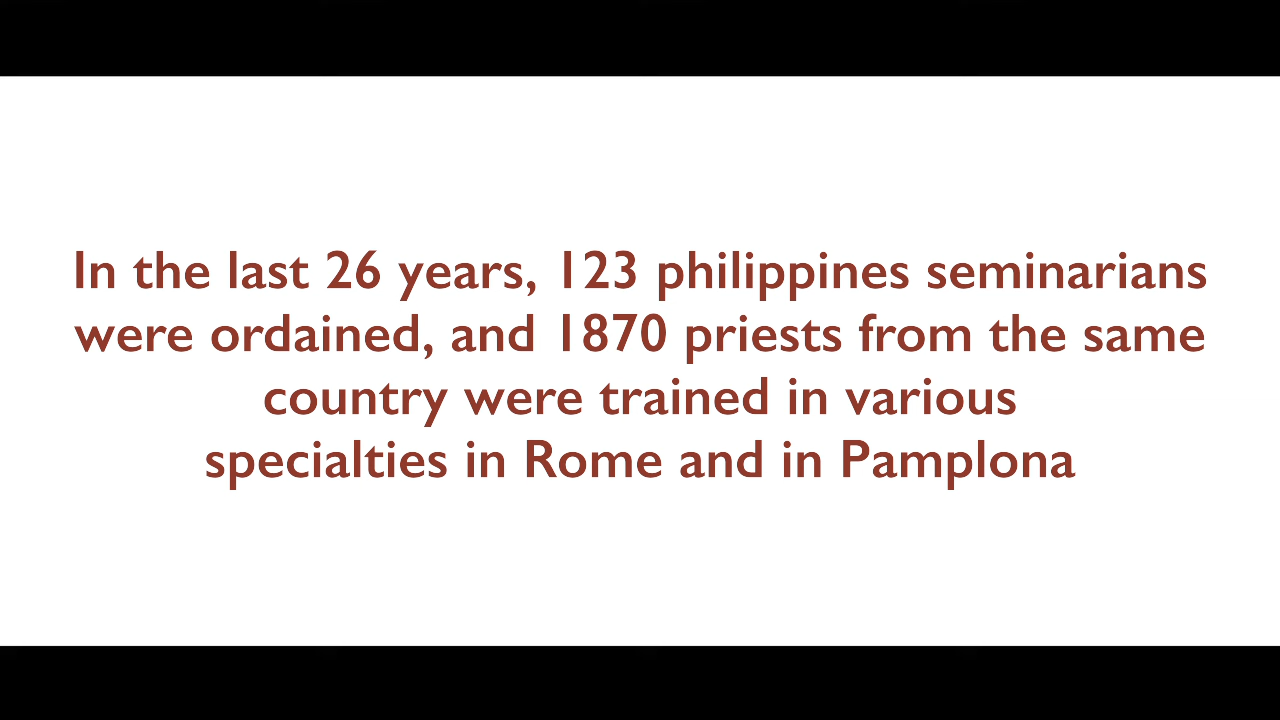 In the last 26 years, 123 philippines seminarians
were ordained, and 1870 priests from the same
country were trained in various
specialties in Rome and in Pamplona